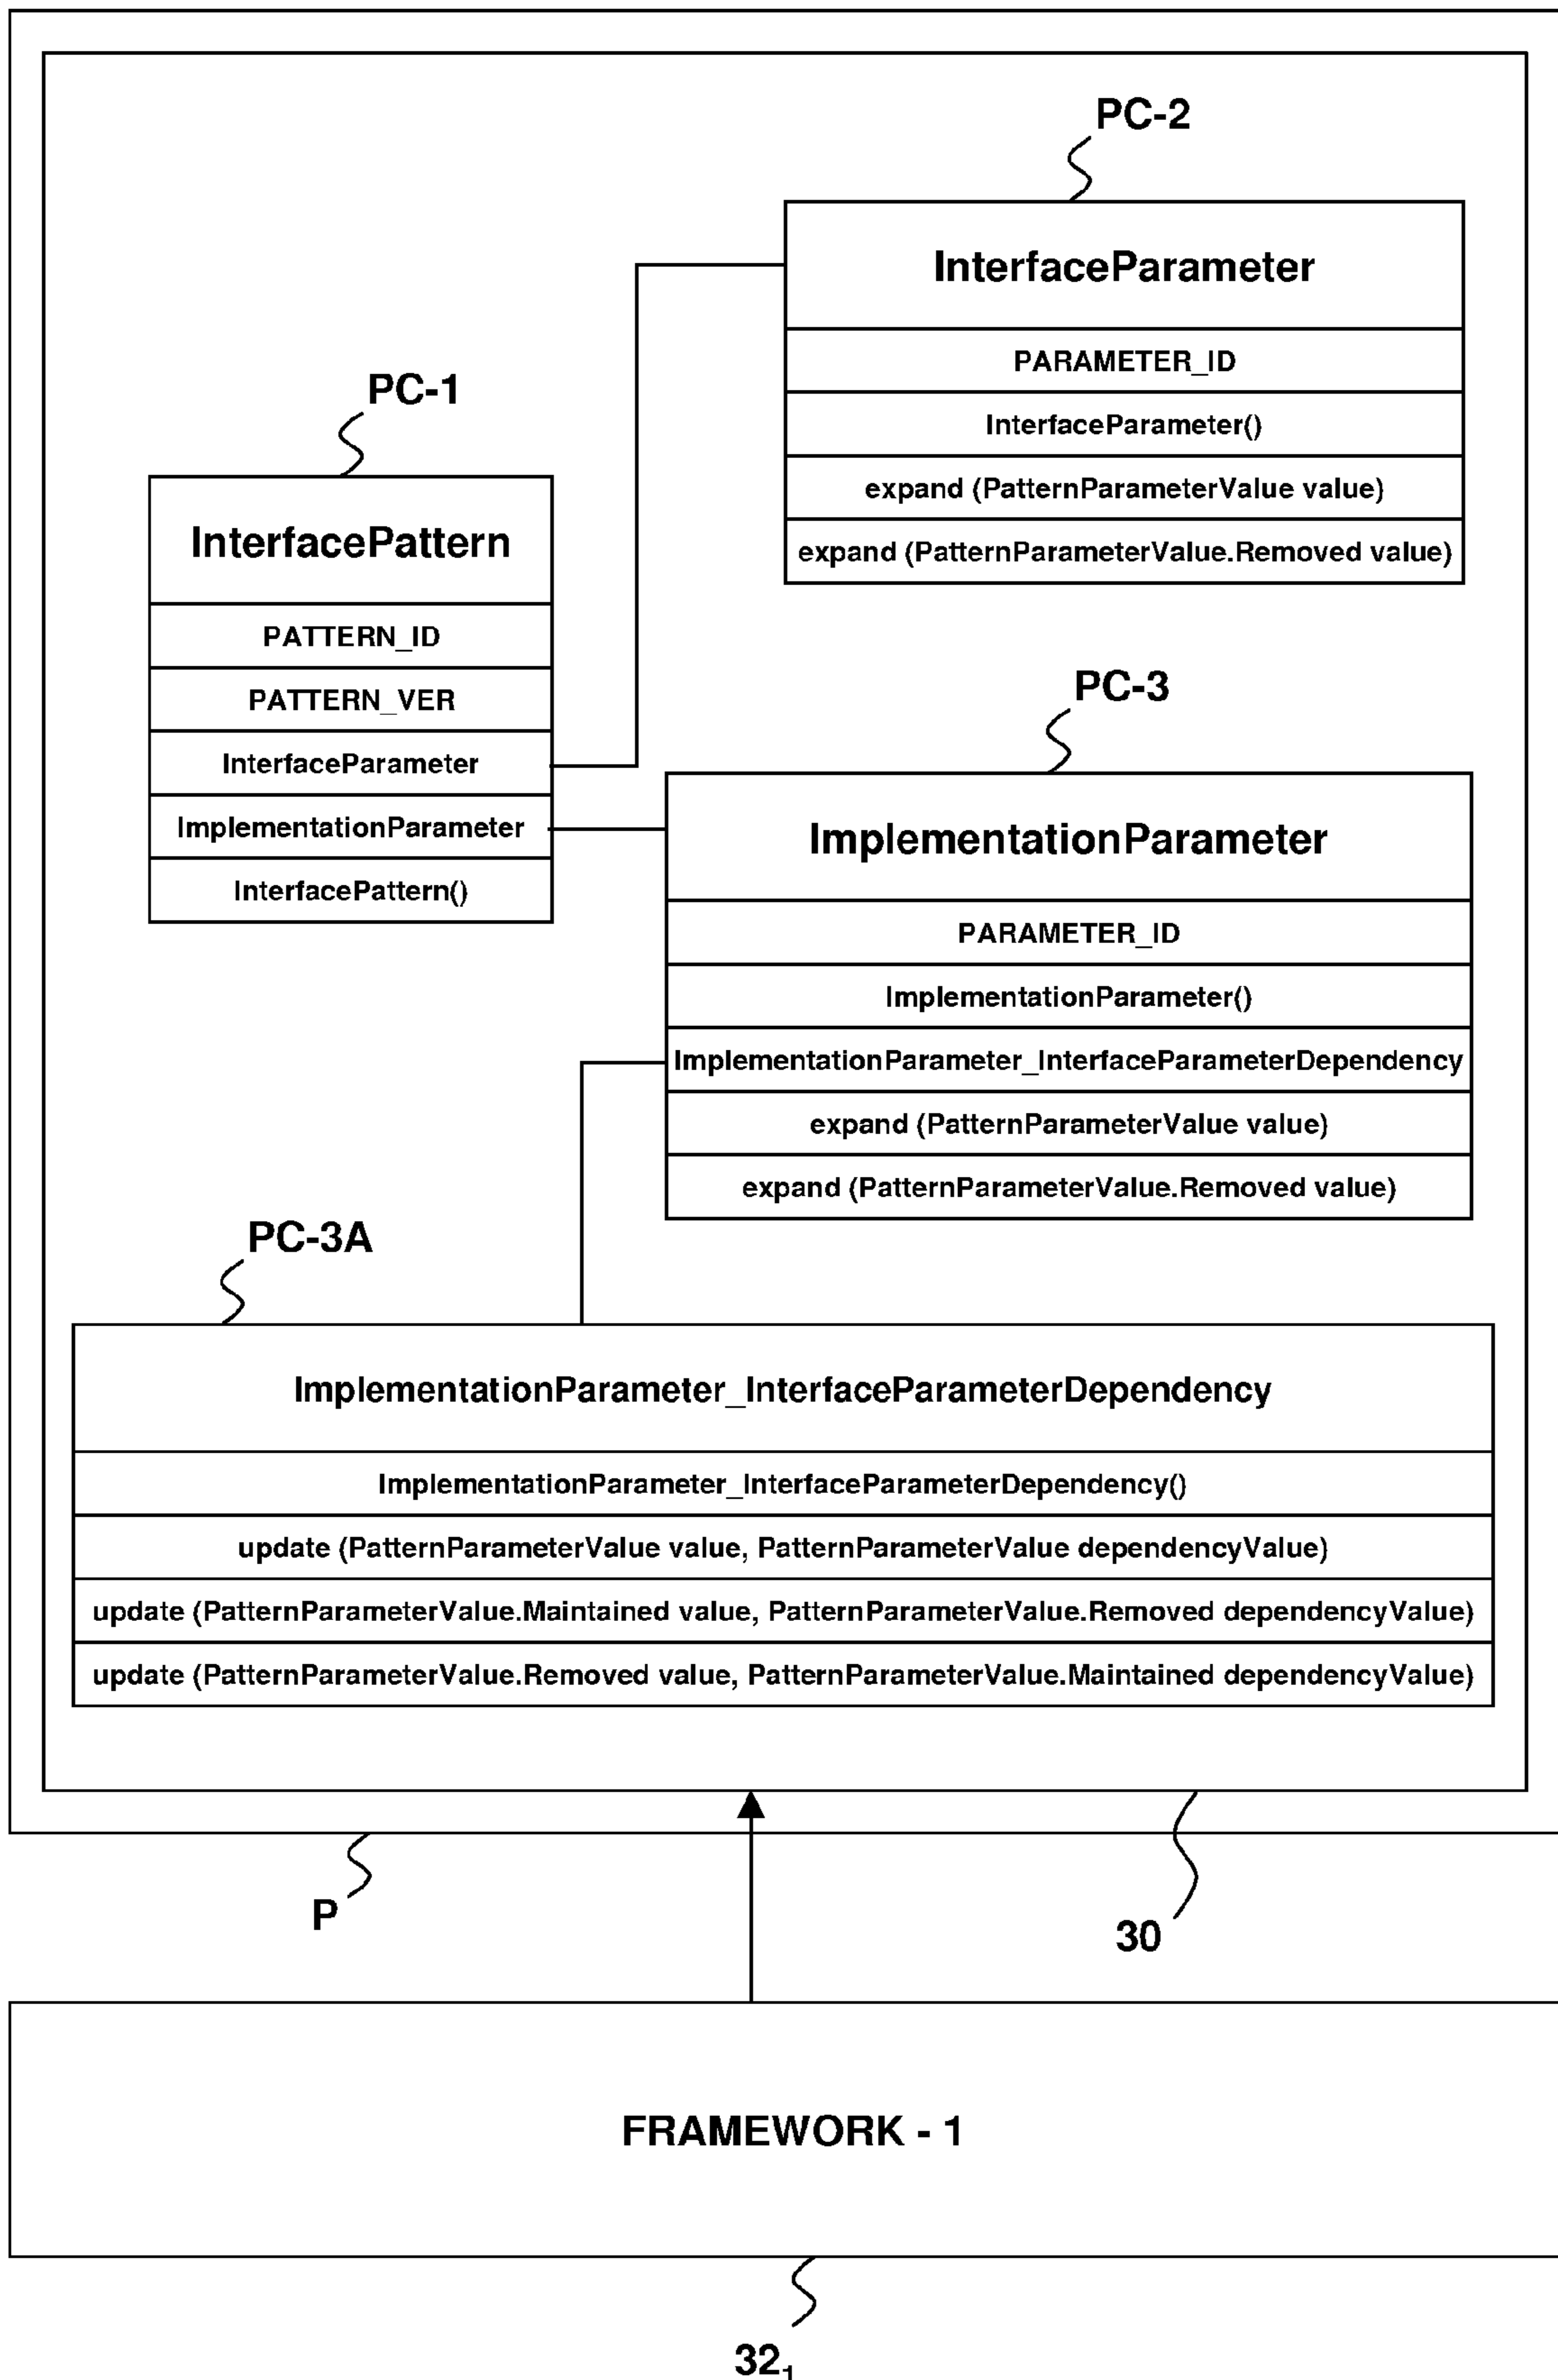 PC-2
InterfaceParameter
PARAMETER_ID
InterfaceParameter()
expand (PatternParameterValue value)
expand (PatternParameterValue.Removed value)
PC-1
InterfacePattern
PATTERN_ID
PATTERN_VER
InterfaceParameter
ImplementationParameter
InterfacePattern()
PC-3
ImplementationParameter
PARAMETER_ID
ImplementationParameter()
ImplementationParameter_InterfaceParameterDependency
expand (PatternParameterValue value)
expand (PatternParameterValue.Removed value)
PC-3A
ImplementationParameter_InterfaceParameterDependency
ImplementationParameter_InterfaceParameterDependency()
update (PatternParameterValue value, PatternParameterValue dependencyValue)
update (PatternParameterValue.Maintained value, PatternParameterValue.Removed dependencyValue)
update (PatternParameterValue.Removed value, PatternParameterValue.Maintained dependencyValue)
P
30
FRAMEWORK - 1
32₁